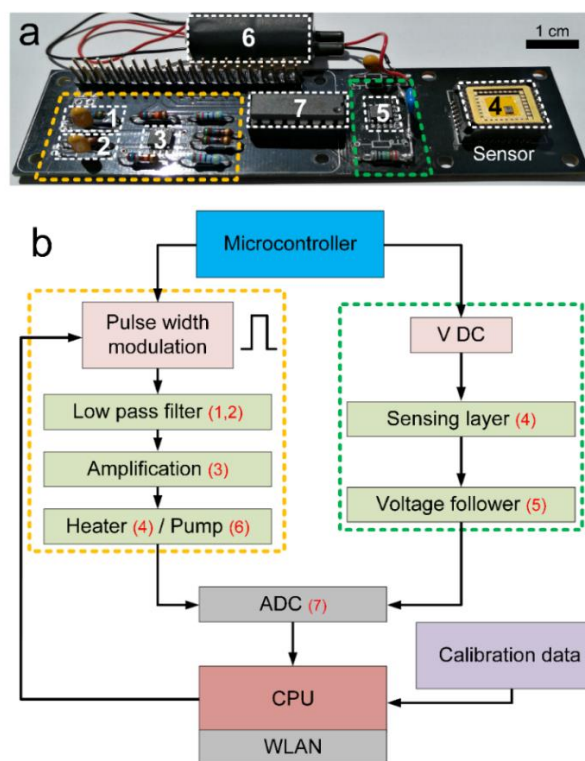 a
6
1 cm
1
2
3
7
5
4
Sensor
b
Microcontroller
Pulse width
modulation
V DC
Low pass filter (1,2)
Sensing layer (4)
Amplification (3)
Voltage follower (5)
Heater (4) / Pump (6)
ADC (7)
Calibration data
CPU
WLAN